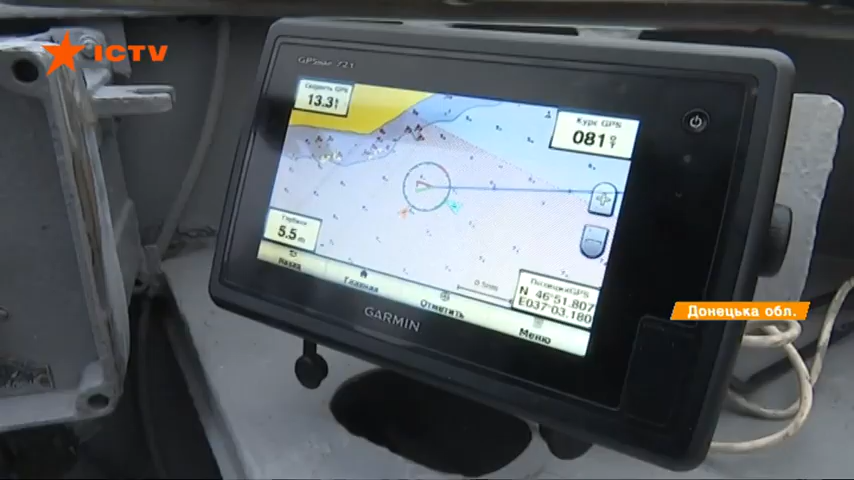 ICTV
GPSMAP 721
Скорость GPS
13.3
Курс GPS
081
Глубина
5.5
0.5nm
Позиция GPS
N 46°51.807
E037°03.180
Назад
Главная
Отметить
Меню
GARMIN
Донецька обл.